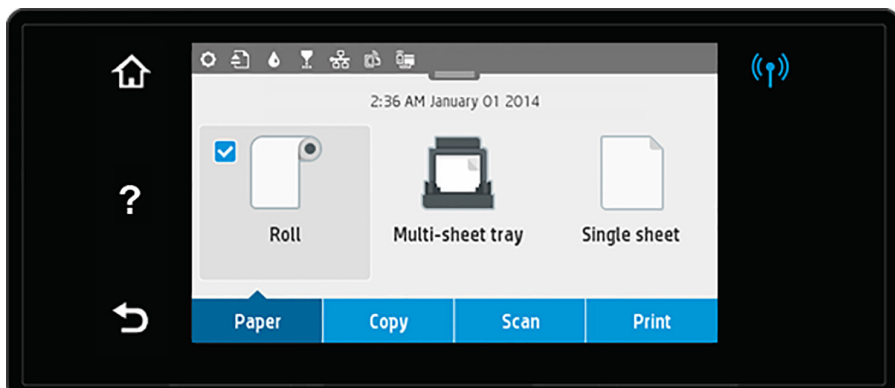 2:36 AM January 01 2014
?
Roll
Multi-sheet tray
Single sheet
Paper
Copy
Scan
Print